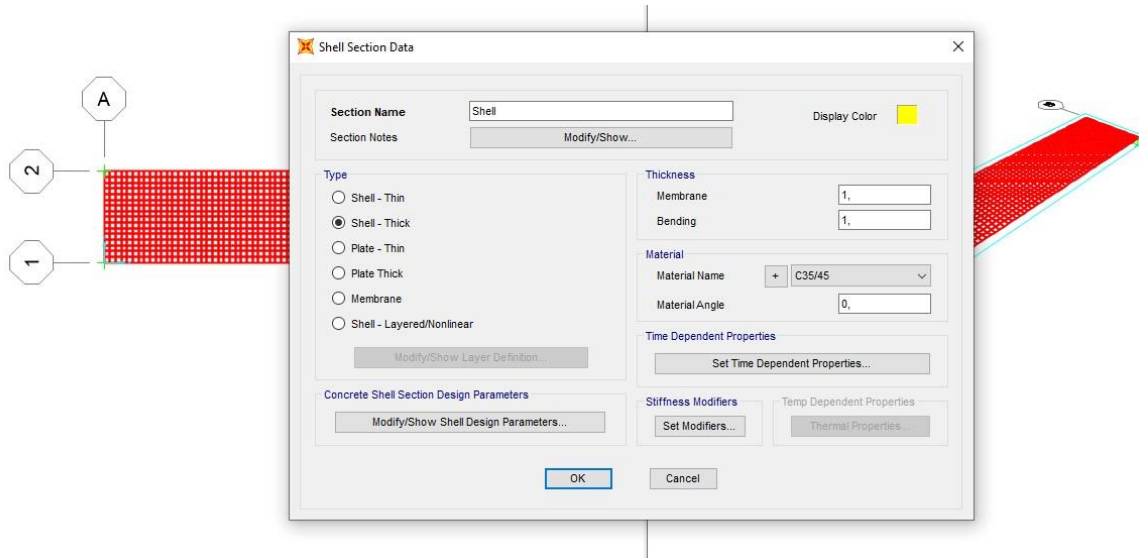 Shell Section Data
A
2
1
Section Name
Shell
Display Color
Section Notes
Modify/Show...
Type
Shell - Thin
Shell - Thick
Plate - Thin
Plate Thick
Membrane
Shell - Layered/Nonlinear
Modify/Show Layer Definition...
Thickness
Membrane
1,
Bending
1,
Material
Material Name
+
C35/45
Material Angle
0,
Time Dependent Properties
Set Time Dependent Properties...
Concrete Shell Section Design Parameters
Modify/Show Shell Design Parameters...
Stiffness Modifiers
Set Modifiers...
Temp Dependent Properties
Thermal Properties...
OK
Cancel